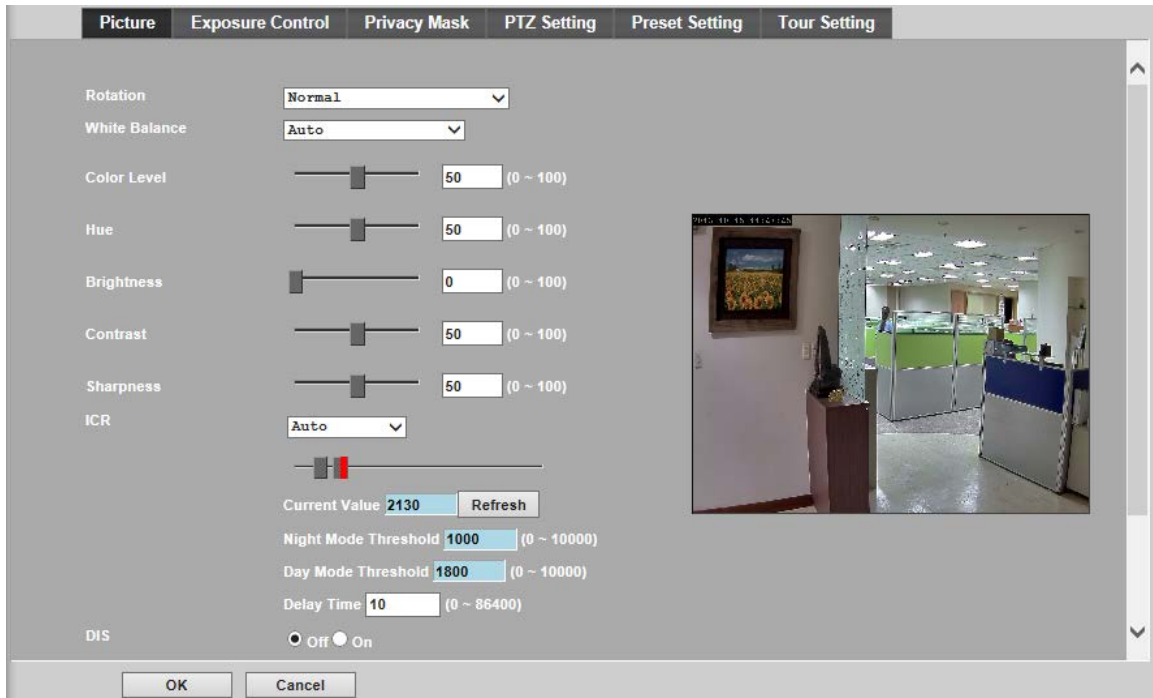 Picture Exposure Control Privacy Mask PTZ Setting Preset Setting Tour Setting
Rotation Normal
White Balance Auto
Color Level 50 (0 ~ 100)
Hue 50 (0 ~ 100)
Brightness 0 (0 ~ 100)
Contrast 50 (0 ~ 100)
Sharpness 50 (0 ~ 100)
ICR Auto
Current Value 2130 Refresh
Night Mode Threshold 1000 (0 ~ 10000)
Day Mode Threshold 1800 (0 ~ 10000)
Delay Time 10 (0 ~ 86400)
DIS Off On
OK Cancel